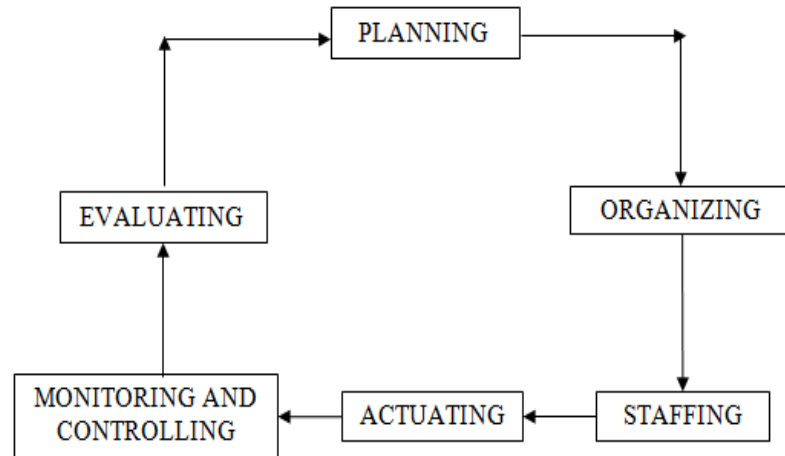 PLANNING
ORGANIZING
STAFFING
ACTUATING
MONITORING AND
CONTROLLING
EVALUATING